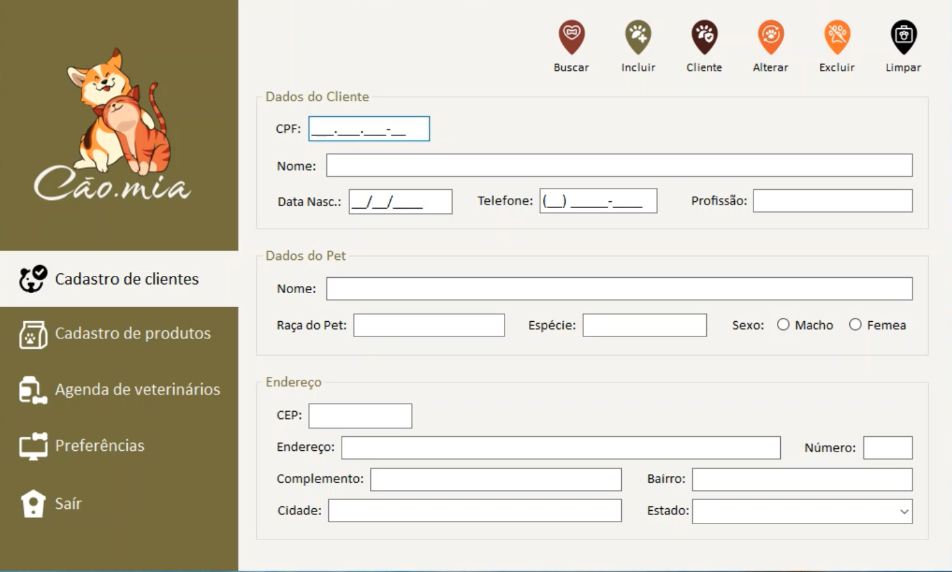 Cão.mia
Cadastro de clientes
Cadastro de produtos
Agenda de veterinários
Preferências
Saír
Buscar Incluir Cliente Alterar Excluir Limpar
Dados do Cliente
CPF: ___.___.___-__
Nome:
Data Nasc.: __/__/____ Telefone: (__) _____-____ Profissão:
Dados do Pet
Nome:
Raça do Pet: Espécie: Sexo: Macho Femea
Endereço
CEP:
Endereço: Número:
Complemento: Bairro:
Cidade: Estado: